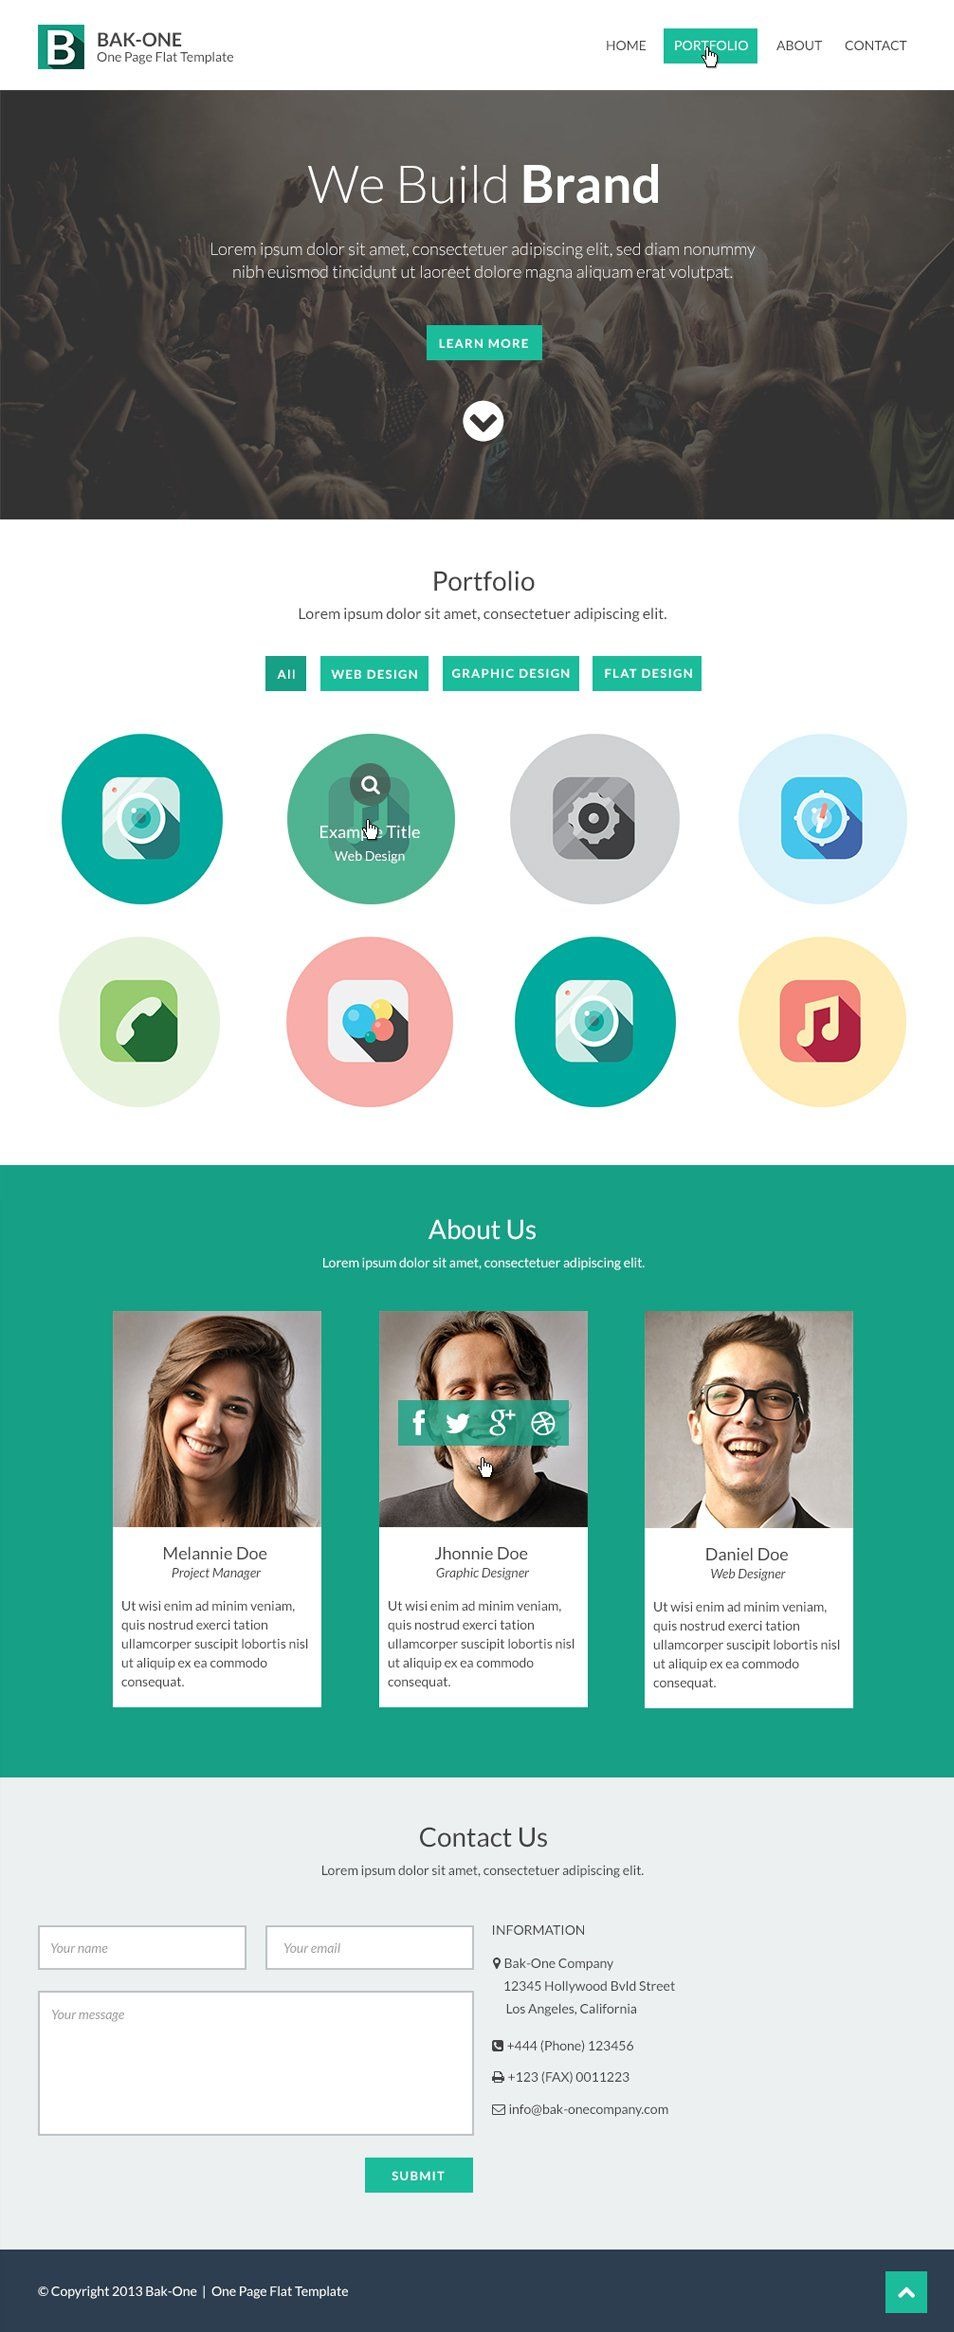 B
BAK-ONE
One Page Flat Template
HOME PORTFOLIO ABOUT CONTACT
We Build Brand
Lorem ipsum dolor sit amet, consectetuer adipiscing elit, sed diam nonummy
nibh euismod tincidunt ut laoreet dolore magna aliquam erat volutpat.
LEARN MORE
Portfolio
Lorem ipsum dolor sit amet, consectetuer adipiscing elit.
All WEB DESIGN GRAPHIC DESIGN FLAT DESIGN
Example Title
Web Design
About Us
Lorem ipsum dolor sit amet, consectetuer adipiscing elit.
Melannie Doe
Project Manager
Ut wisi enim ad minim veniam,
quis nostrud exerci tation
ullamcorper suscipit lobortis nisl
ut aliquip ex ea commodo
consequat.
Jhonnie Doe
Graphic Designer
Ut wisi enim ad minim veniam,
quis nostrud exerci tation
ullamcorper suscipit lobortis nisl
ut aliquip ex ea commodo
consequat.
Daniel Doe
Web Designer
Ut wisi enim ad minim veniam,
quis nostrud exerci tation
ullamcorper suscipit lobortis nisl
ut aliquip ex ea commodo
consequat.
Contact Us
Lorem ipsum dolor sit amet, consectetuer adipiscing elit.
Your name
Your email
Your message
SUBMIT
INFORMATION
Bak-One Company
12345 Hollywood Bvld Street
Los Angeles, California
+444 (Phone) 123456
+123 (FAX) 0011223
info@bak-onecompany.com
© Copyright 2013 Bak-One | One Page Flat Template